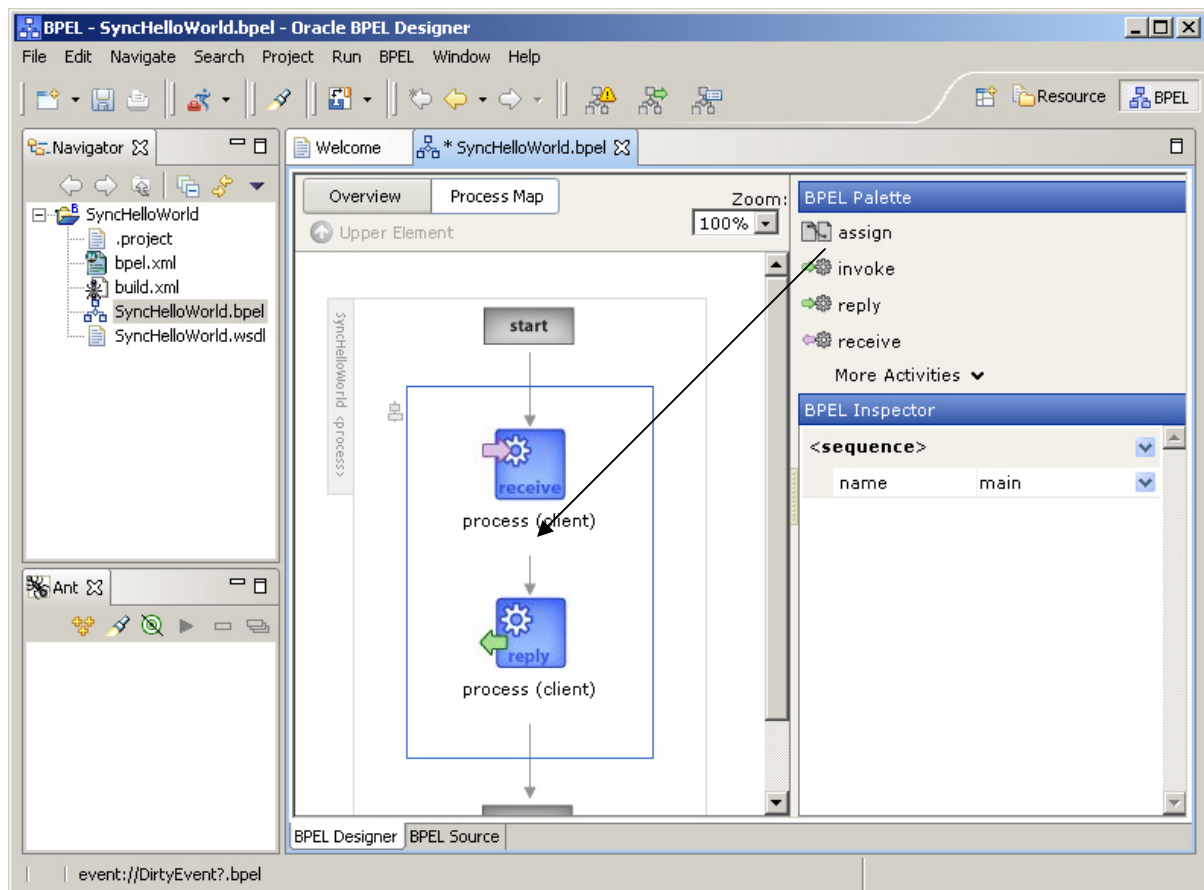 BPEL - SyncHelloWorld.bpel - Oracle BPEL Designer
File Edit Navigate Search Project Run BPEL Window Help
Resource
BPEL
Navigator
SyncHelloWorld
.project
bpel.xml
build.xml
SyncHelloWorld.bpel
SyncHelloWorld.wsdl
Ant
Welcome
* SyncHelloWorld.bpel
Overview
Process Map
Zoom:
100%
Upper Element
SyncHelloWorld <process>
start
receive
process (client)
reply
process (client)
BPEL Designer
BPEL Source
BPEL Palette
assign
invoke
reply
receive
More Activities
BPEL Inspector
<sequence>
name main
event://DirtyEvent?.bpel